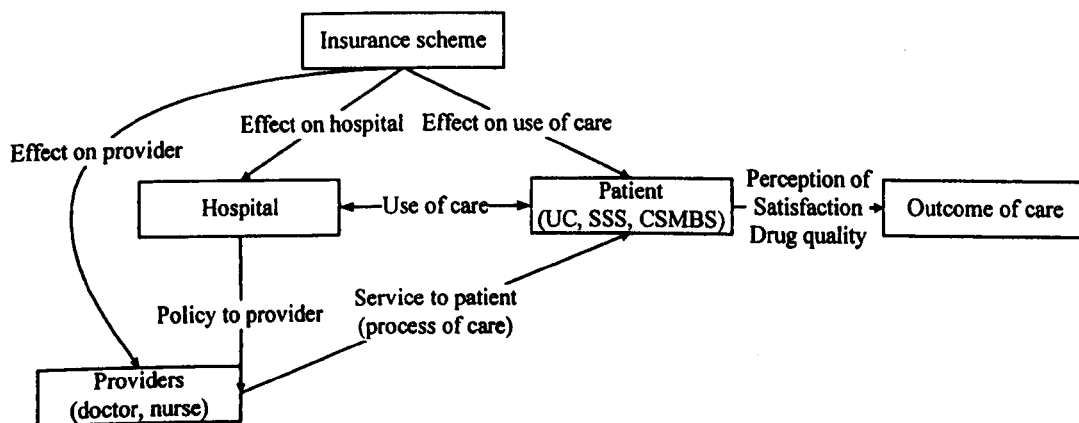 Insurance scheme
Effect on hospital
Effect on use of care
Effect on provider
Hospital
Use of care
Patient
(UC, SSS, CSMBS)
Perception of
Satisfaction
Drug quality
Outcome of care
Policy to provider
Service to patient
(process of care)
Providers
(doctor, nurse)